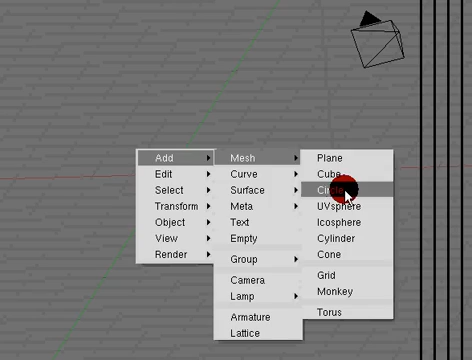 Add
Edit
Select
Transform
Object
View
Render
Mesh
Curve
Surface
Meta
Text
Empty
Group
Camera
Lamp
Armature
Lattice
Plane
Cube
Circle
UVsphere
Icosphere
Cylinder
Cone
Grid
Monkey
Torus